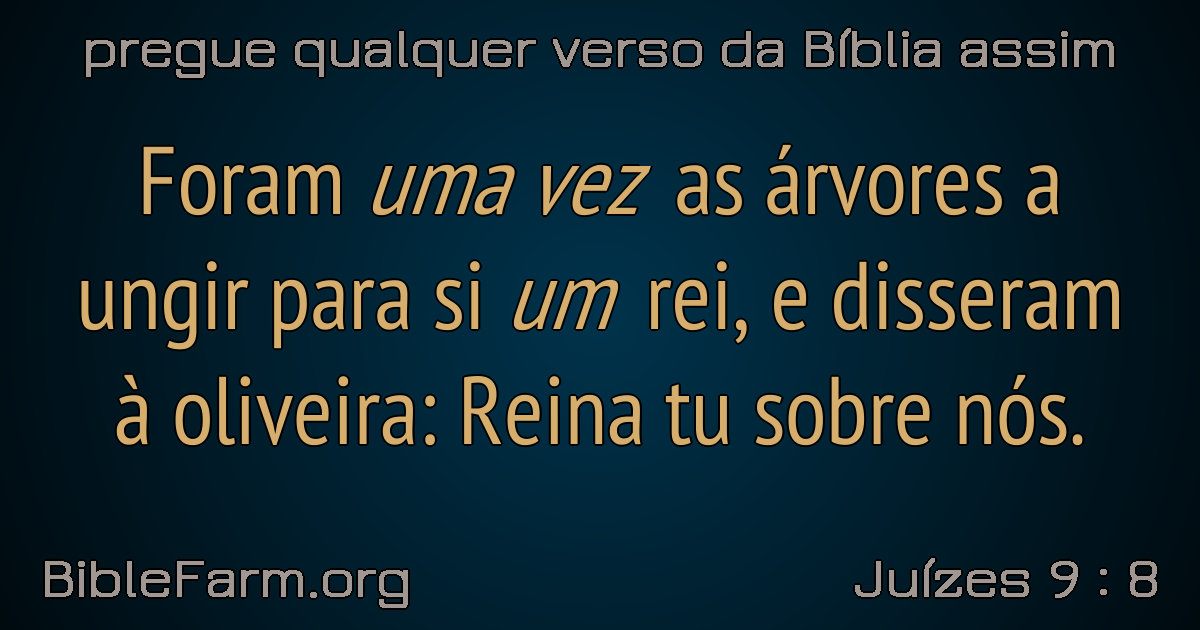 pregue qualquer verso da Bíblia assim
Foram uma vez as árvores a
ungir para si um rei, e disseram
à oliveira: Reina tu sobre nós.
BibleFarm.org
Juízes 9 : 8